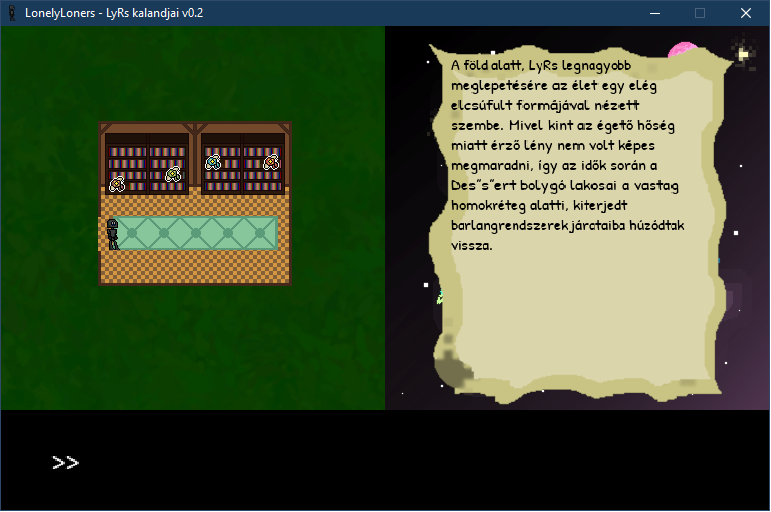 LonelyLoners - LyRs kalandjai v0.2
A föld alatt, LyRs legnagyobb
meglepetésére az élet egy elég
elcsúfult formájával nézett
szembe. Mivel kint az égető hőség
miatt érző lény nem volt képes
megmaradni, így az idők során a
Des"s"ert bolygó lakosai a vastag
homokréteg alatti, kiterjedt
barlangrendszerek járataiba húzódtak
vissza.
>>